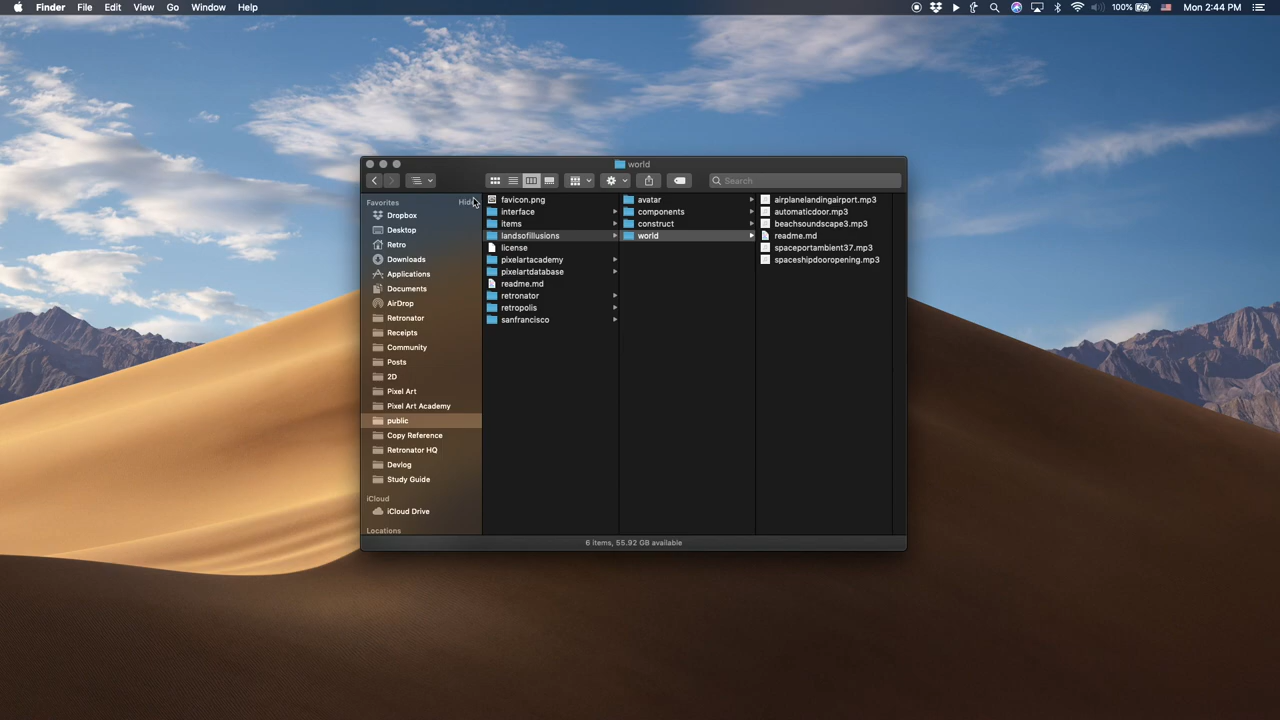 Finder File Edit View Go Window Help 100% Mon 2:44 PM
world
Search
Favorites Hide
Dropbox
Desktop
Retro
Downloads
Applications
Documents
AirDrop
Retronator
Receipts
Community
Posts
2D
Pixel Art
Pixel Art Academy
public
Copy Reference
Retronator HQ
Devlog
Study Guide
iCloud
iCloud Drive
Locations
favicon.png
interface
items
landsofillusions
license
pixelartacademy
pixelartdatabase
readme.md
retronator
retropolis
sanfrancisco
avatar
components
construct
world
airplanelandingairport.mp3
automaticdoor.mp3
beachsoundscape3.mp3
readme.md
spaceportambient37.mp3
spaceshipdooropening.mp3
6 items, 55.92 GB available